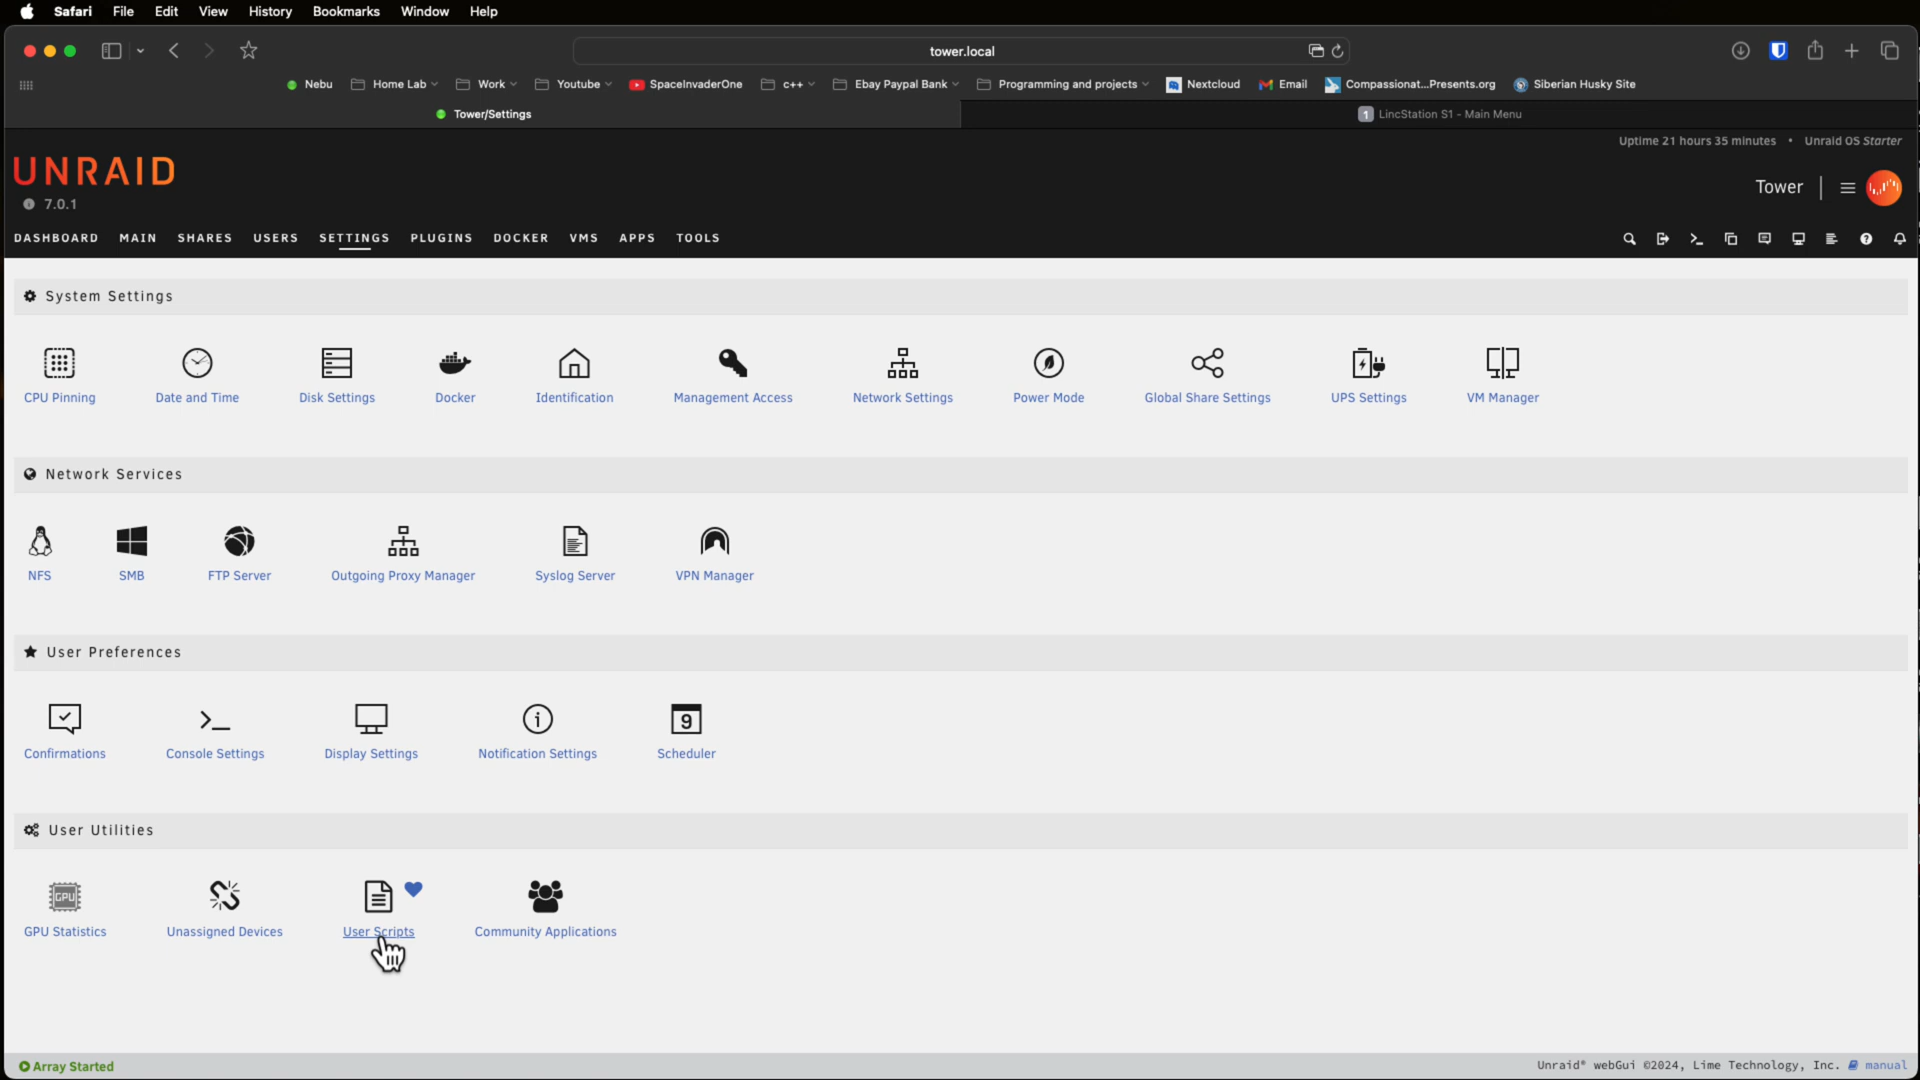 Safari File Edit View History Bookmarks Window Help
tower.local
Nebu Home Lab Work Youtube SpaceInvaderOne c++ Ebay Paypal Bank Programming and projects Nextcloud Email Compassionat...Presents.org Siberian Husky Site
Tower/Settings 1 LincStation S1 - Main Menu
Uptime 21 hours 35 minutes • Unraid OS Starter
UNRAID
7.0.1
Tower
DASHBOARD MAIN SHARES USERS SETTINGS PLUGINS DOCKER VMS APPS TOOLS
System Settings
CPU Pinning Date and Time Disk Settings Docker Identification Management Access Network Settings Power Mode Global Share Settings UPS Settings VM Manager
Network Services
NFS SMB FTP Server Outgoing Proxy Manager Syslog Server VPN Manager
User Preferences
9
Confirmations Console Settings Display Settings Notification Settings Scheduler
User Utilities
GPU
GPU Statistics Unassigned Devices User Scripts Community Applications
Array Started Unraid® webGui ©2024, Lime Technology, Inc. manual